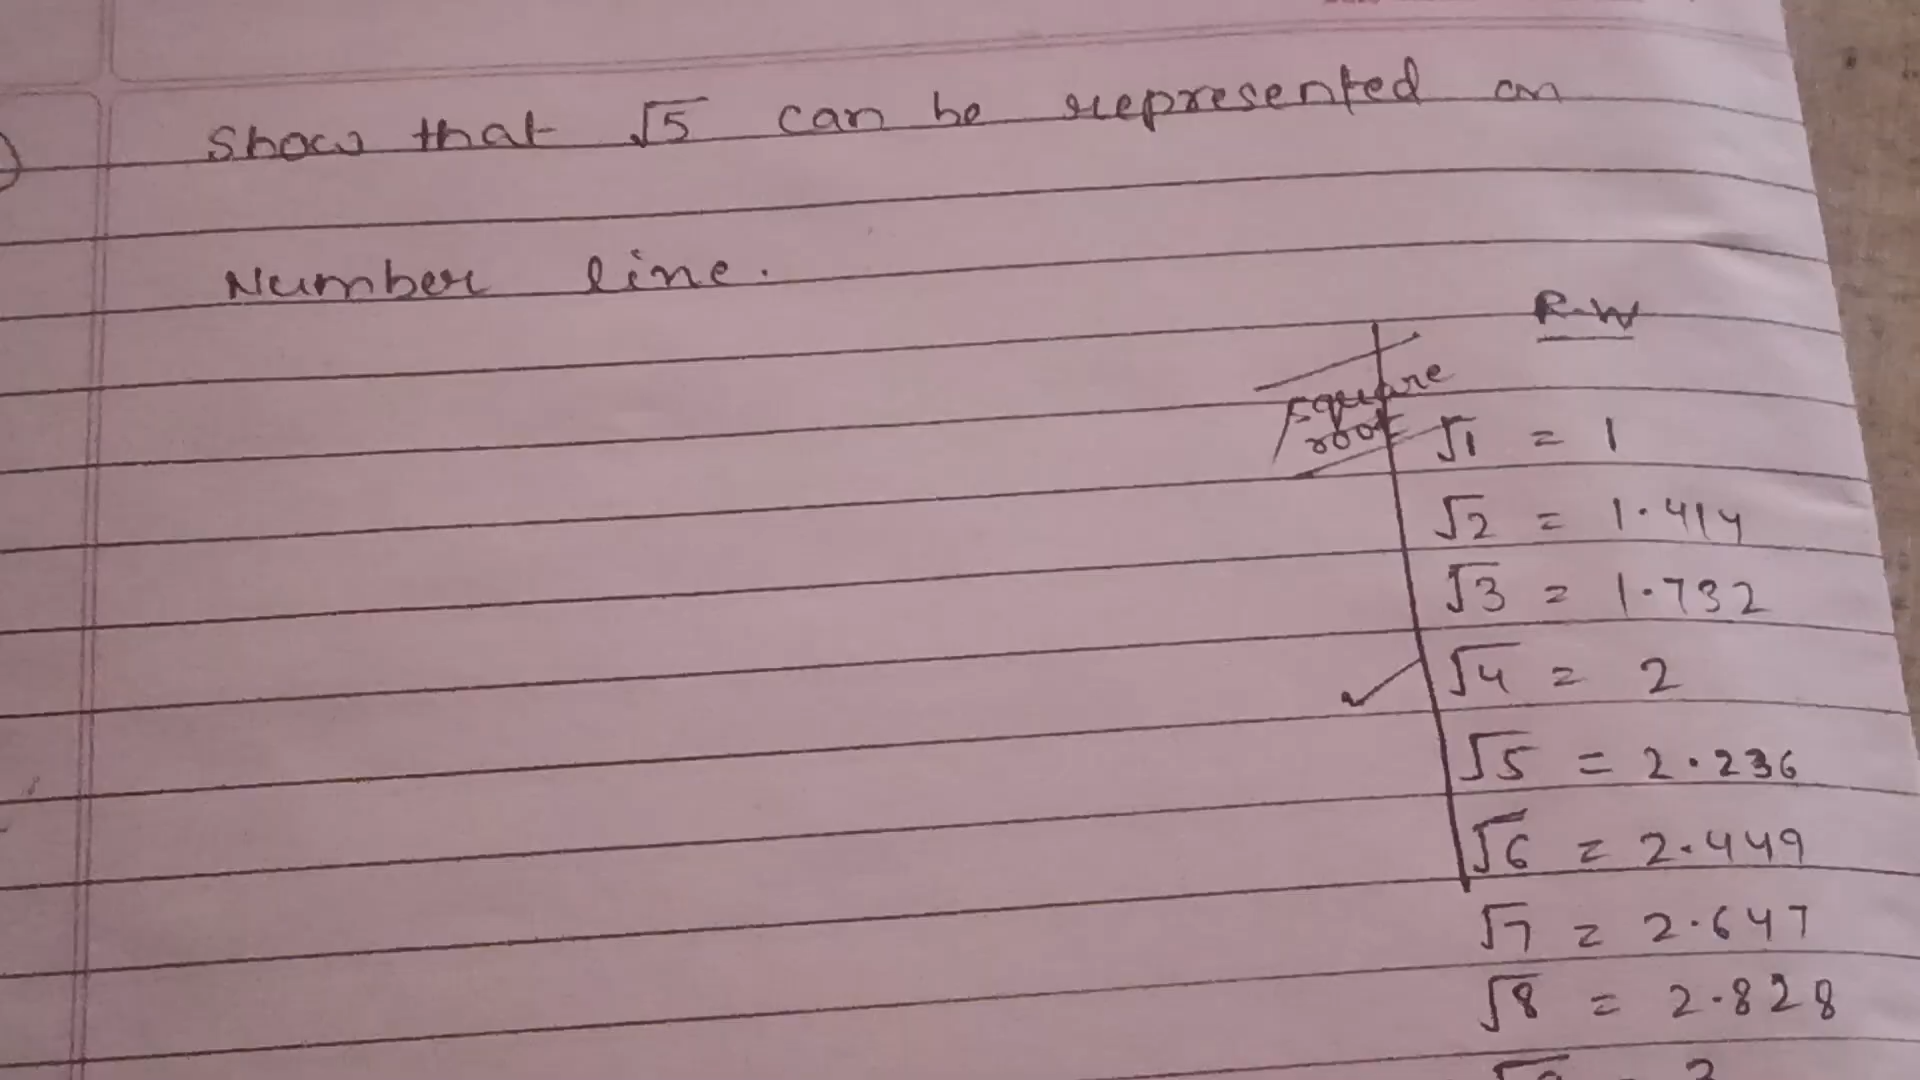 Show that √5 can be represented on
Number line.
R.W
square
root
√1 = 1
√2 = 1.414
√3 = 1.732
√4 = 2
√5 = 2.236
√6 = 2.449
√7 = 2.647
√8 = 2.828